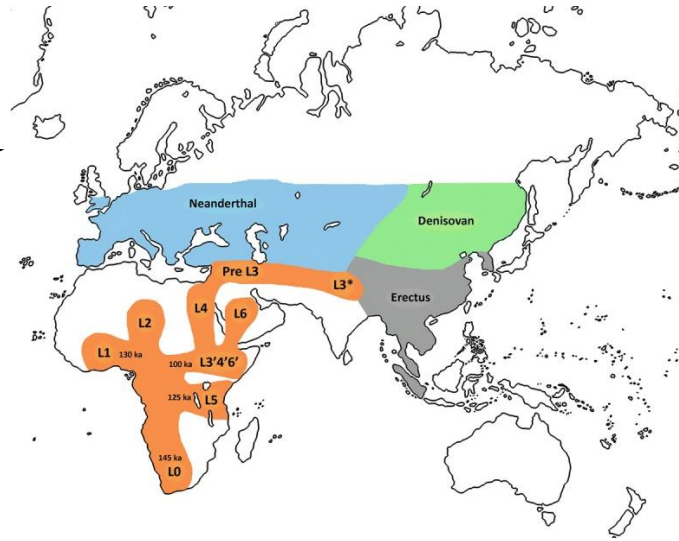 Neanderthal
Denisovan
Pre L3
L3*
Erectus
L4
L6
L2
L1
130 ka
100 ka
L3'4'6'
125 ka
L5
145 ka
L0